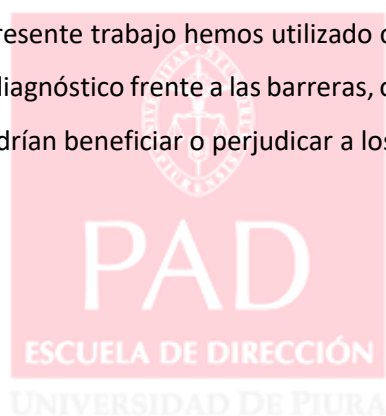 resente trabajo hemos utilizado
diagnóstico frente a las barreras,
drían beneficiar o perjudicar a los
PAD
ESCUELA DE DIRECCIÓN
UNIVERSIDAD DE PIURA